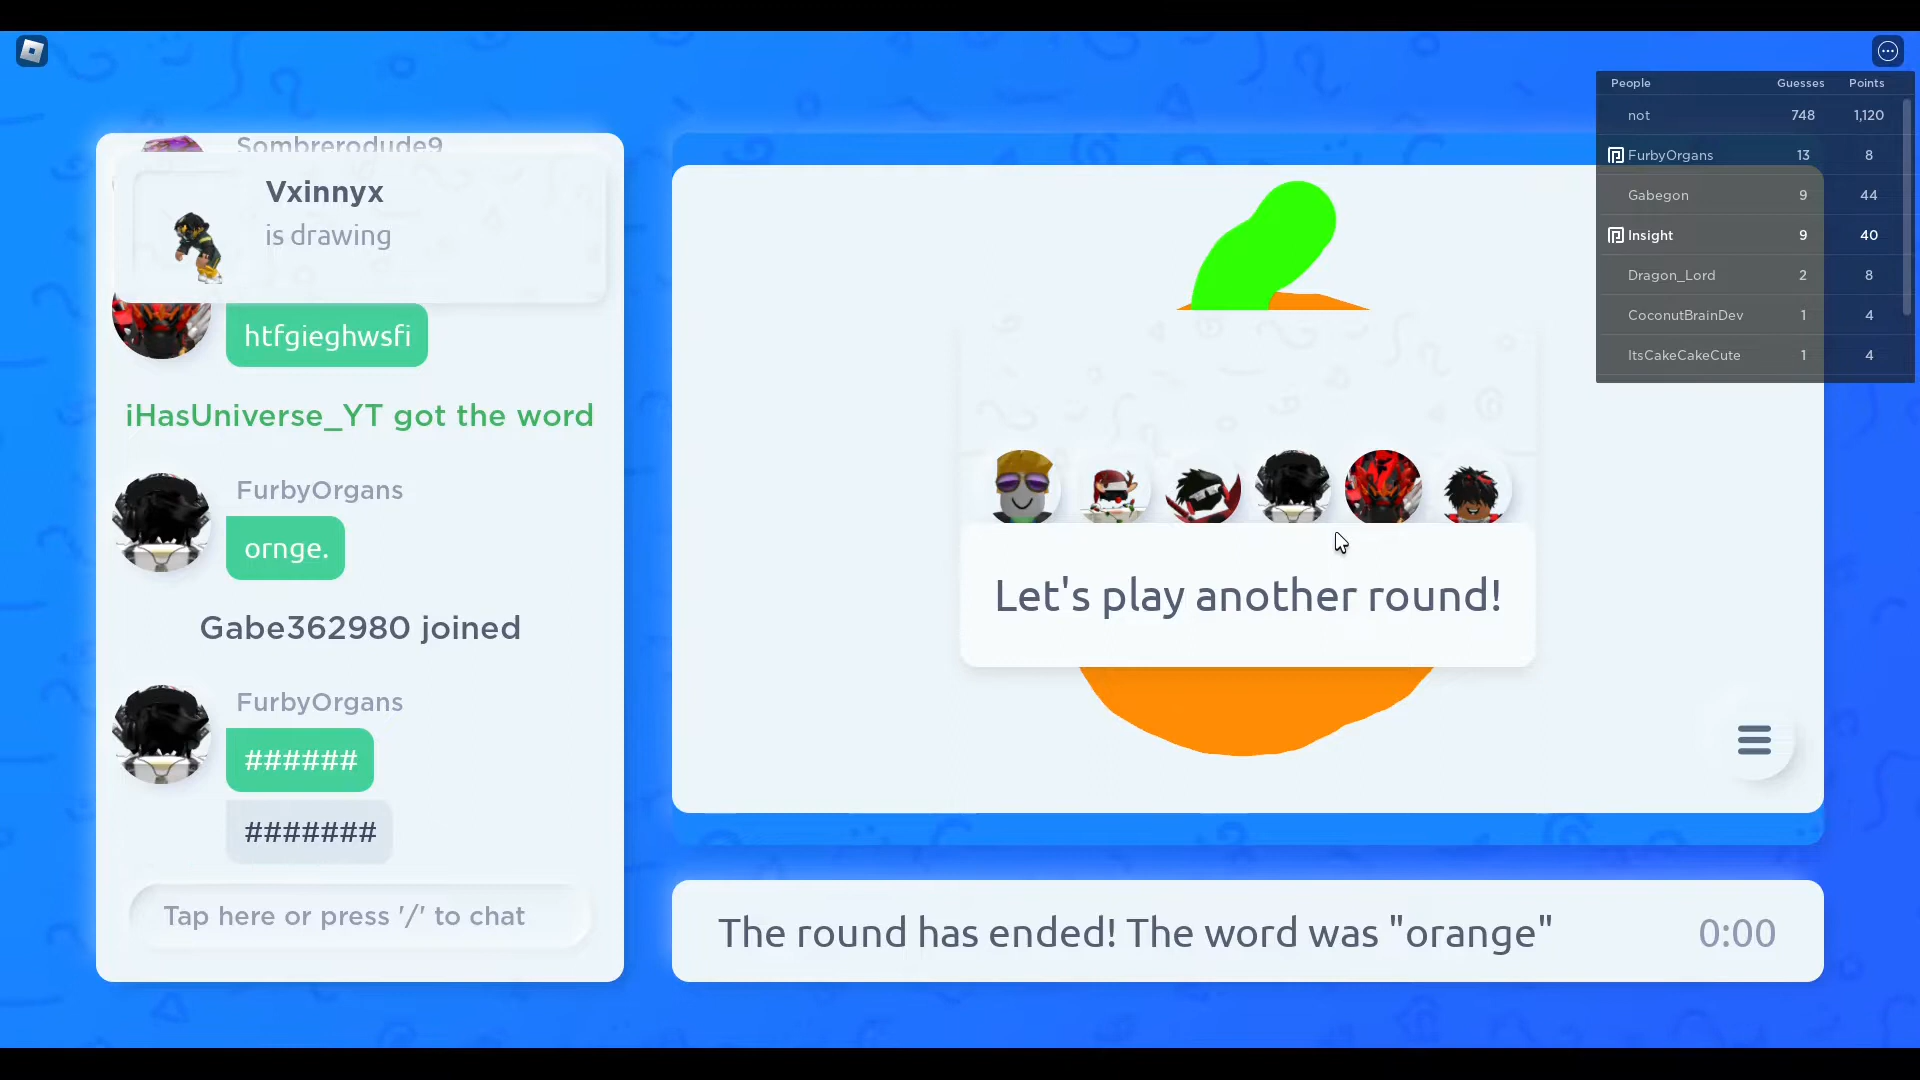 Sombrerodude9
Vxinnyx
is drawing
htfgieghwsfi
iHasUniverse_YT got the word
FurbyOrgans
ornge.
Gabe362980 joined
FurbyOrgans
######
#######
Tap here or press '/' to chat
Let's play another round!
The round has ended! The word was "orange" 0:00
People Guesses Points
not 748 1,120
FurbyOrgans 13 8
Gabegon 9 44
Insight 9 40
Dragon_Lord 2 8
CoconutBrainDev 1 4
ItsCakeCakeCute 1 4